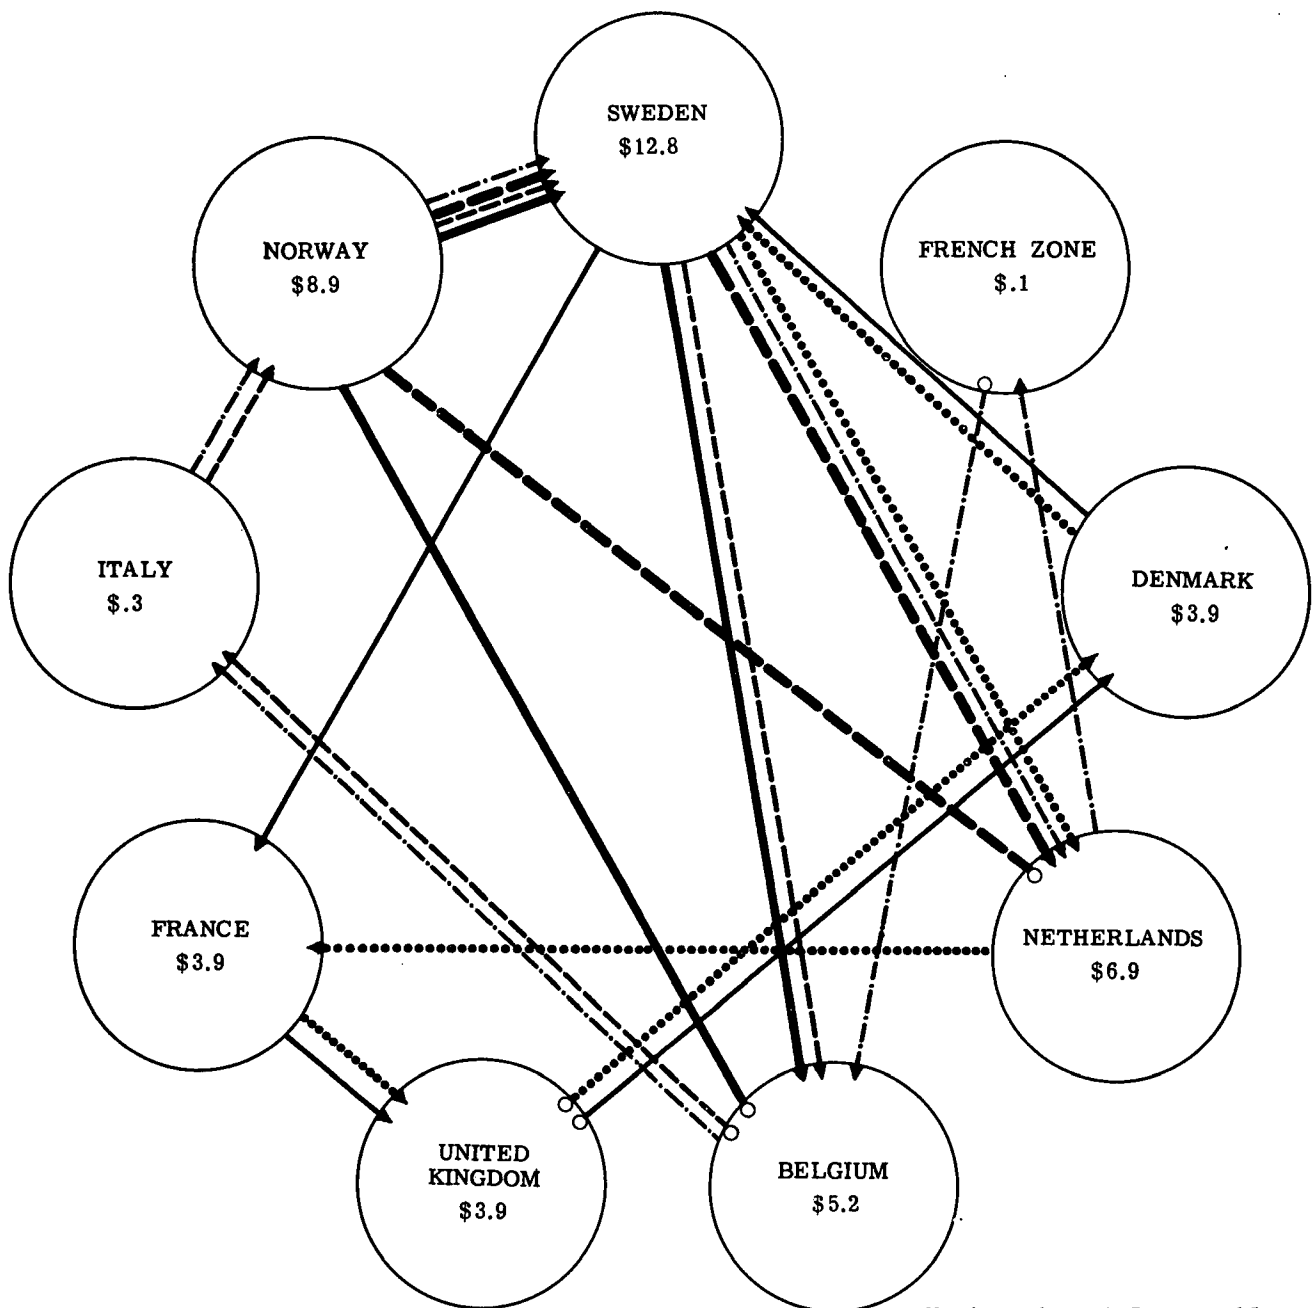 SWEDEN
$12.8
NORWAY
$8.9
FRENCH ZONE
$.1
ITALY
$.3
DENMARK
$3.9
FRANCE
$3.9
NETHERLANDS
$6.9
UNITED
KINGDOM
$3.9
BELGIUM
$5.2